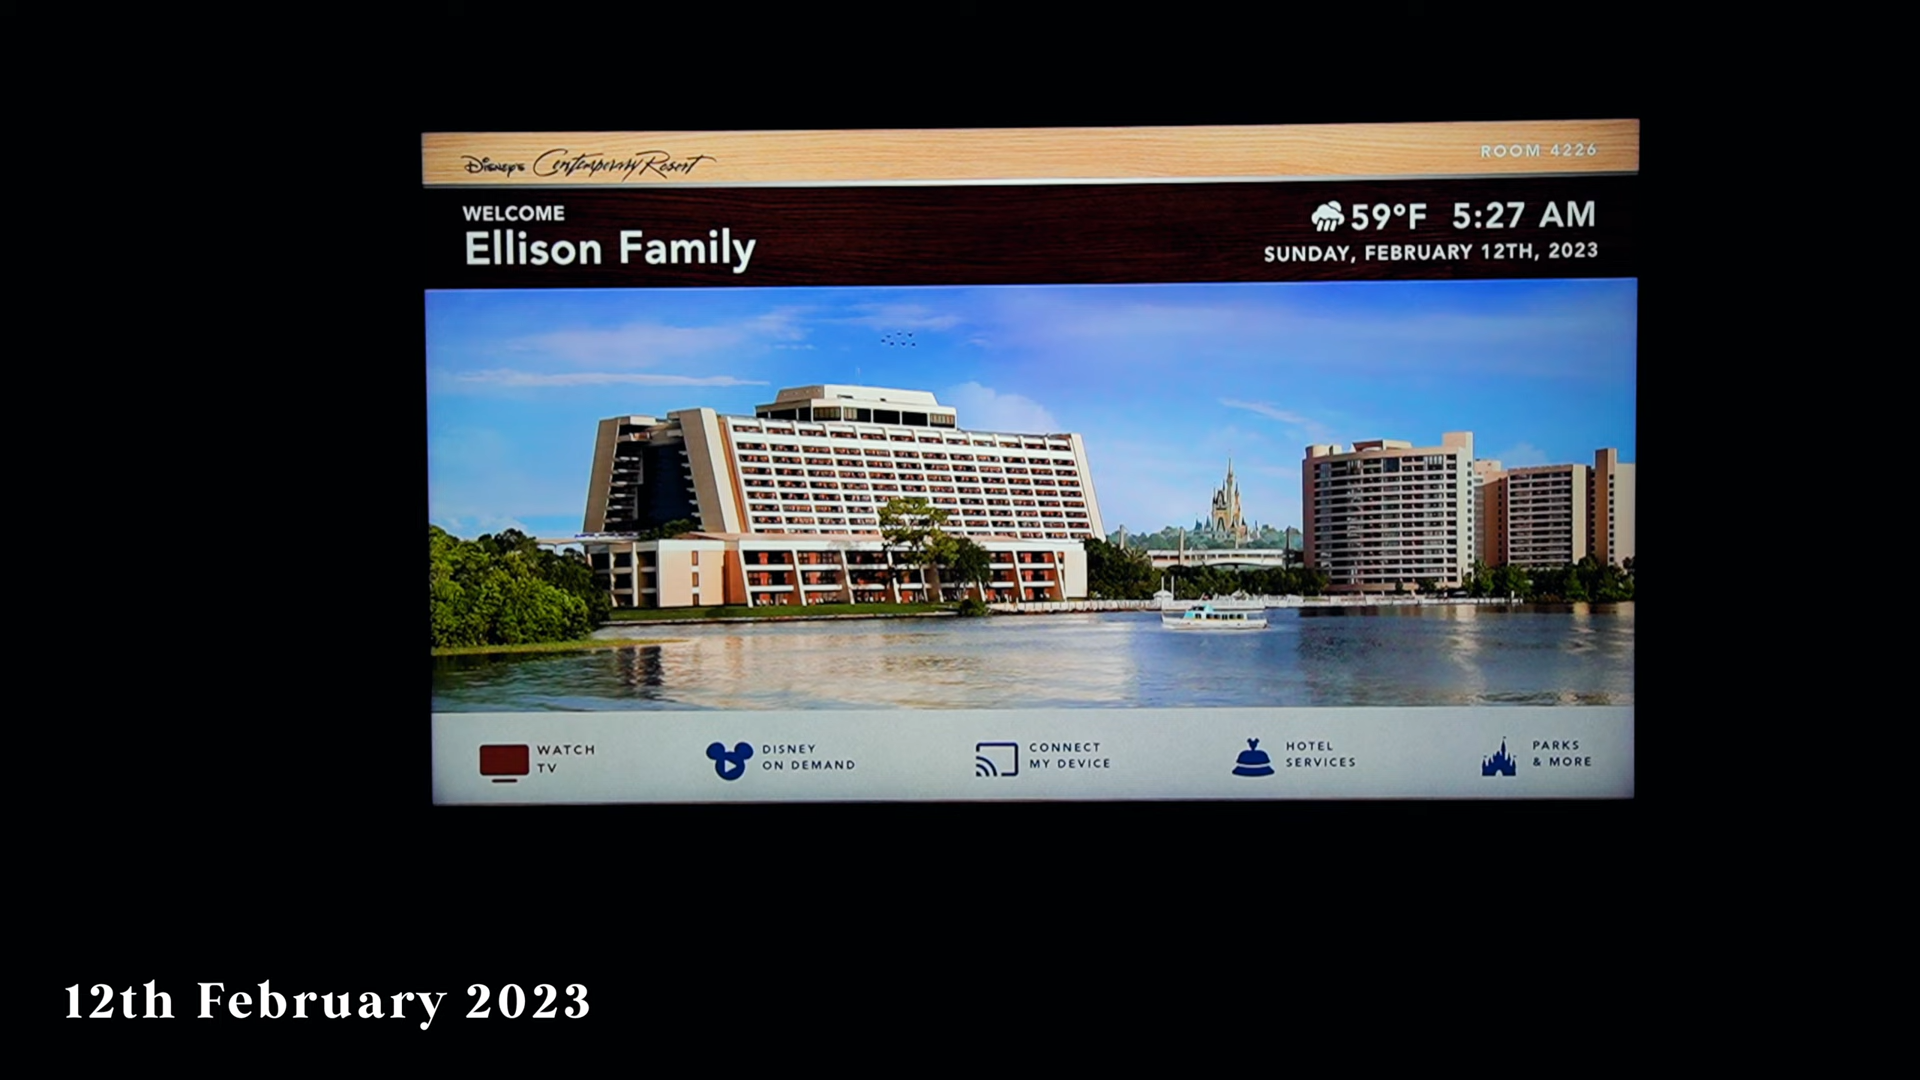 Disney's Contemporary Resort
ROOM 4226
WELCOME
Ellison Family
59°F 5:27 AM
SUNDAY, FEBRUARY 12TH, 2023
WATCH
TV
DISNEY
ON DEMAND
CONNECT
MY DEVICE
HOTEL
SERVICES
PARKS
& MORE
12th February 2023